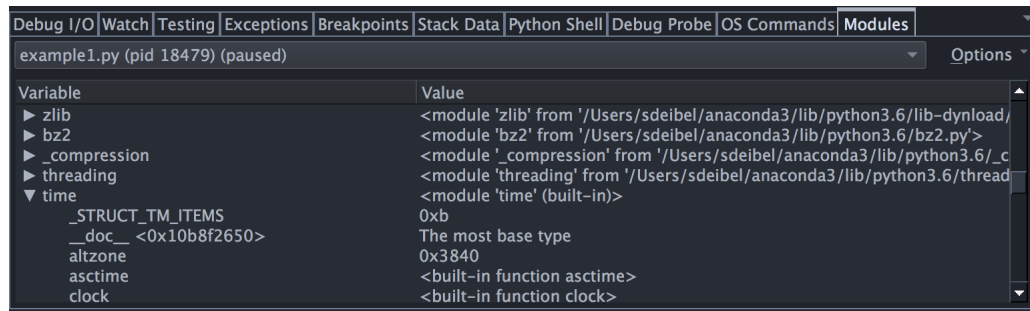 Debug I/O Watch Testing Exceptions Breakpoints Stack Data Python Shell Debug Probe OS Commands Modules
example1.py (pid 18479) (paused) Options
Variable Value
zlib <module 'zlib' from '/Users/sdeibel/anaconda3/lib/python3.6/lib-dynload/
bz2 <module 'bz2' from '/Users/sdeibel/anaconda3/lib/python3.6/bz2.py'>
_compression <module '_compression' from '/Users/sdeibel/anaconda3/lib/python3.6/_c
threading <module 'threading' from '/Users/sdeibel/anaconda3/lib/python3.6/thread
time <module 'time' (built-in)>
_STRUCT_TM_ITEMS 0xb
__doc__ <0x10b8f2650> The most base type
altzone 0x3840
asctime <built-in function asctime>
clock <built-in function clock>